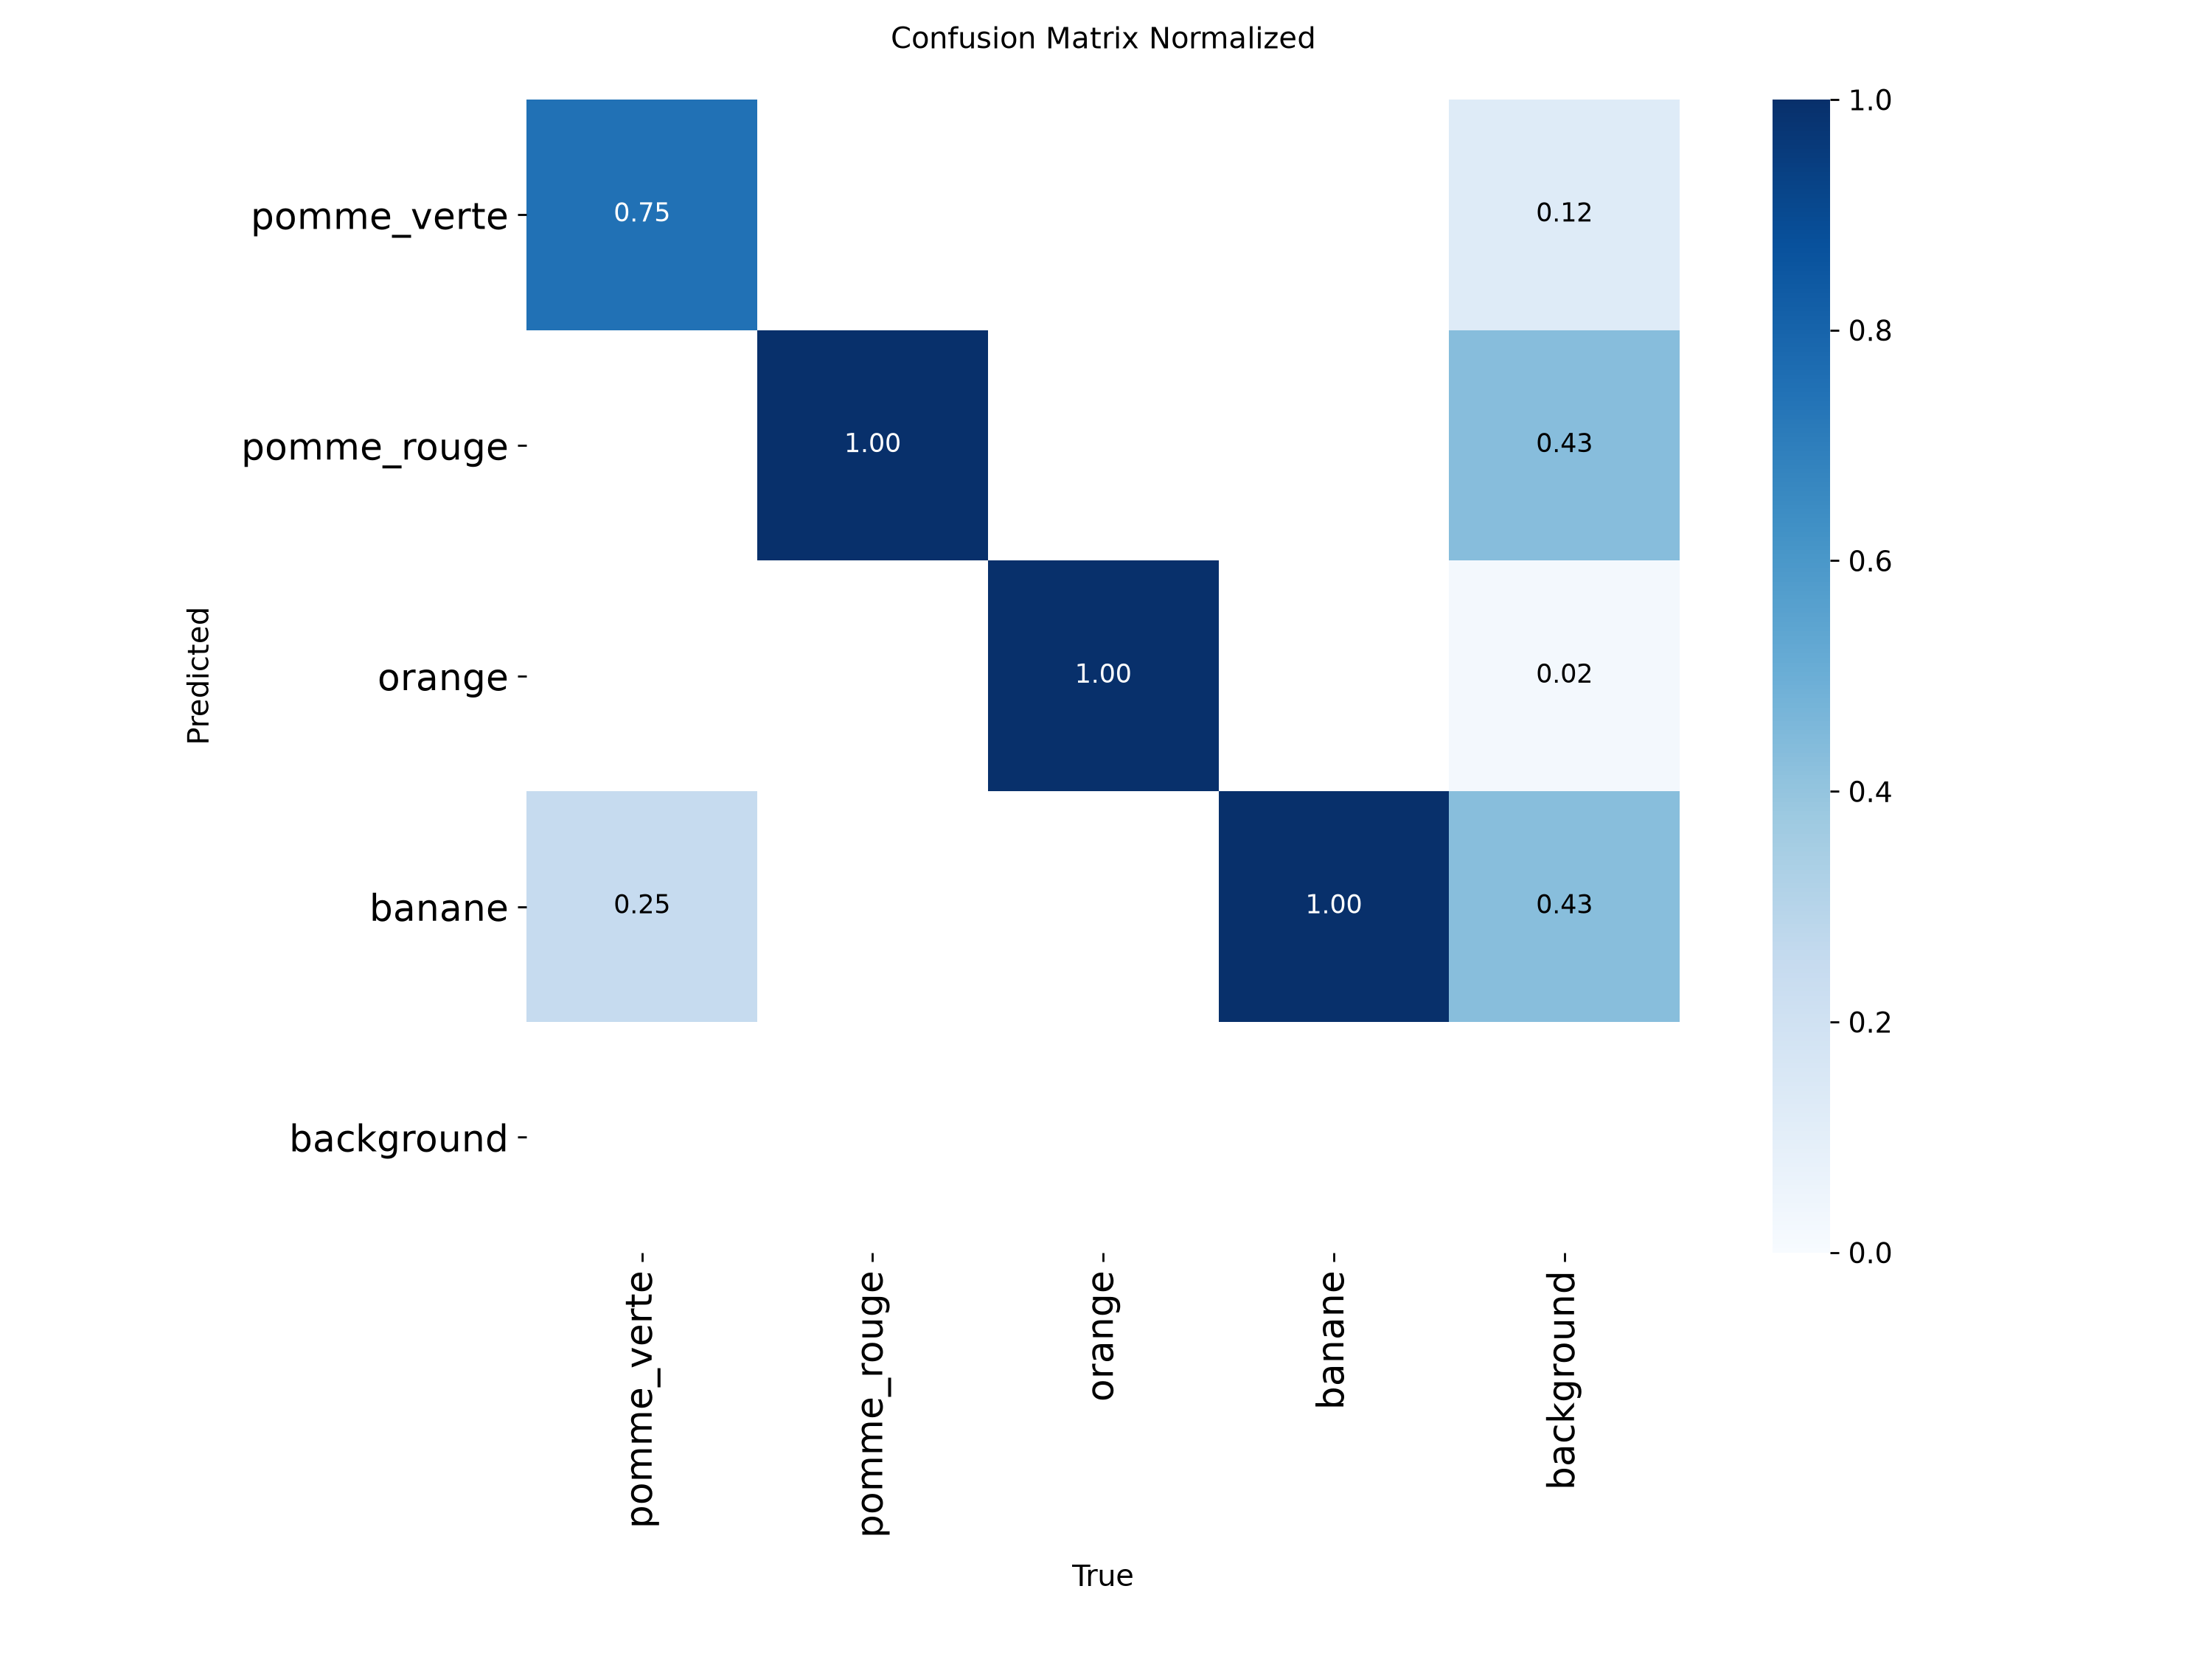 Confusion Matrix Normalized
pomme_verte
0.75
0.12
pomme_rouge
1.00
0.43
orange
1.00
0.02
banane
0.25
1.00
0.43
background
Predicted
pomme_verte
pomme_rouge
orange
banane
background
True
1.0
0.8
0.6
0.4
0.2
0.0